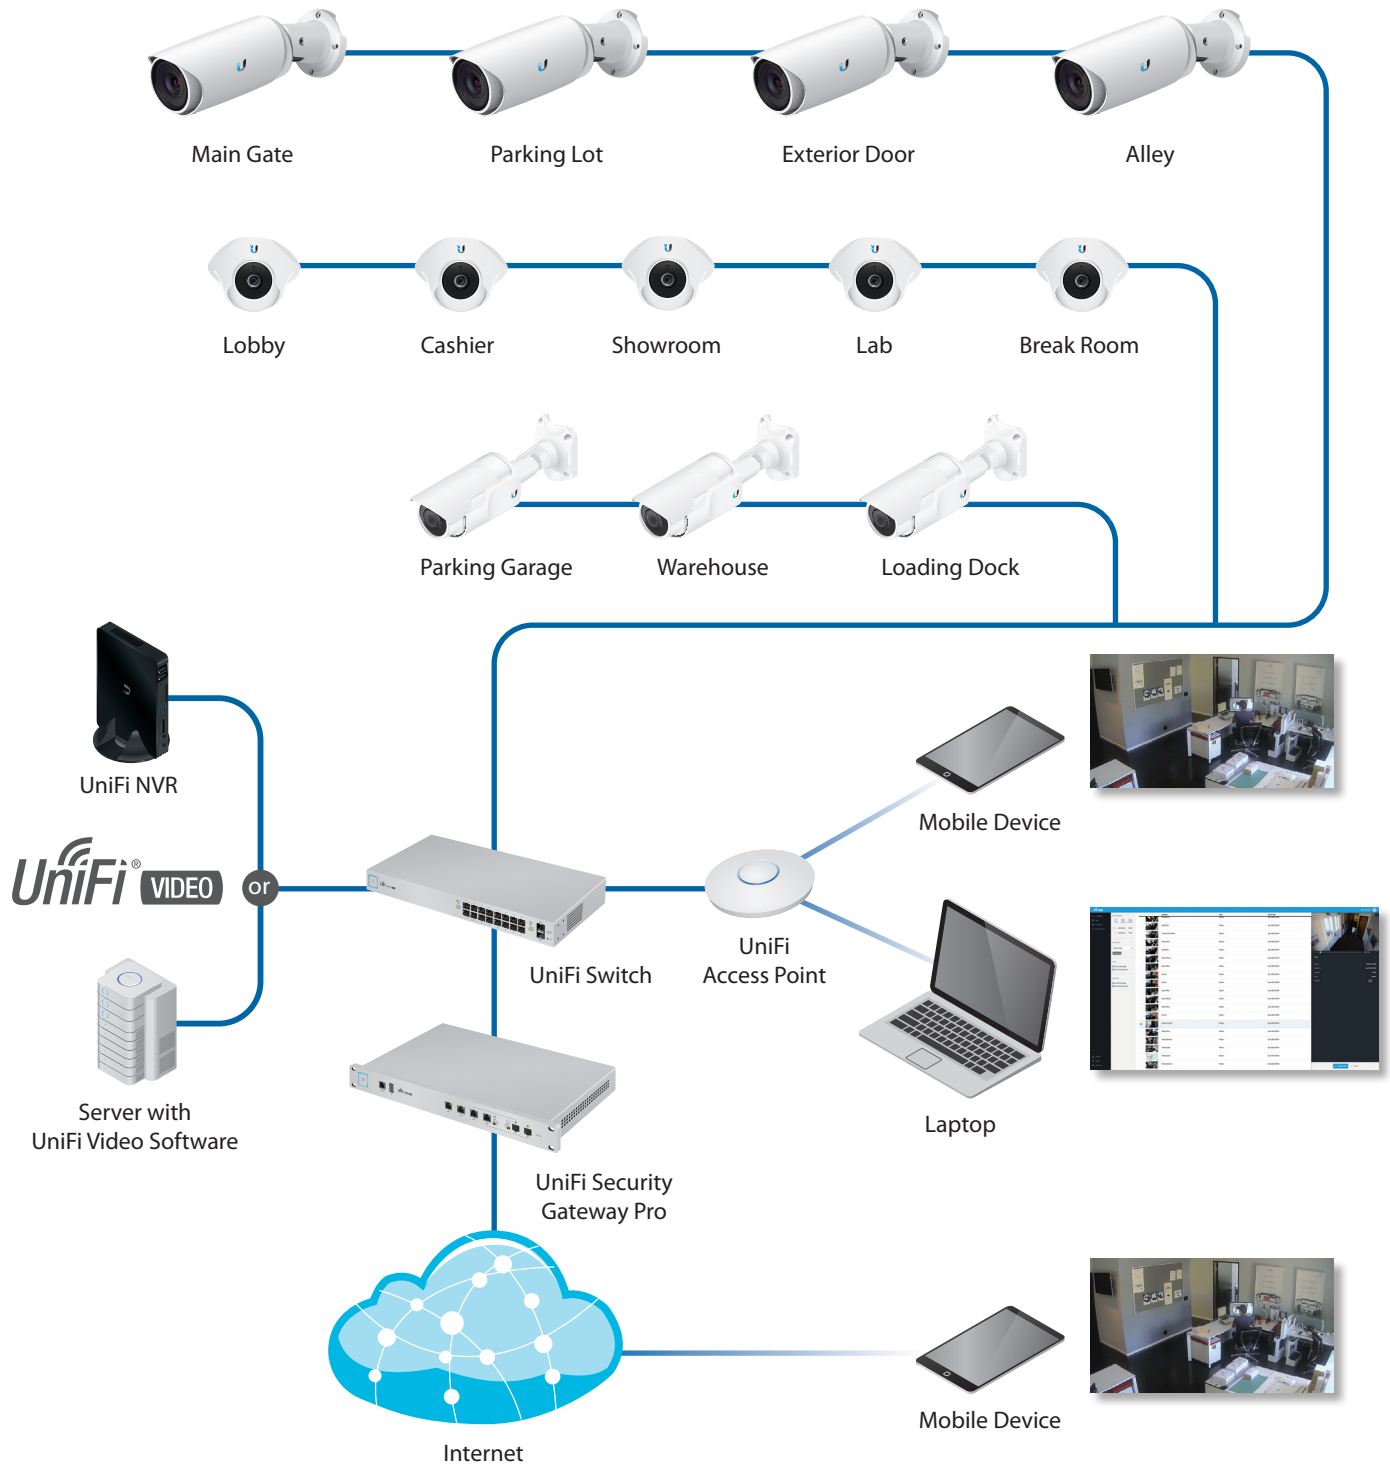 Main Gate
Parking Lot
Exterior Door
Alley
Lobby
Cashier
Showroom
Lab
Break Room
Parking Garage
Warehouse
Loading Dock
UniFi NVR
Mobile Device
UniFi® VIDEO
or
UniFi Switch
UniFi
Access Point
Server with
UniFi Video Software
Laptop
UniFi Security
Gateway Pro
Internet
Mobile Device